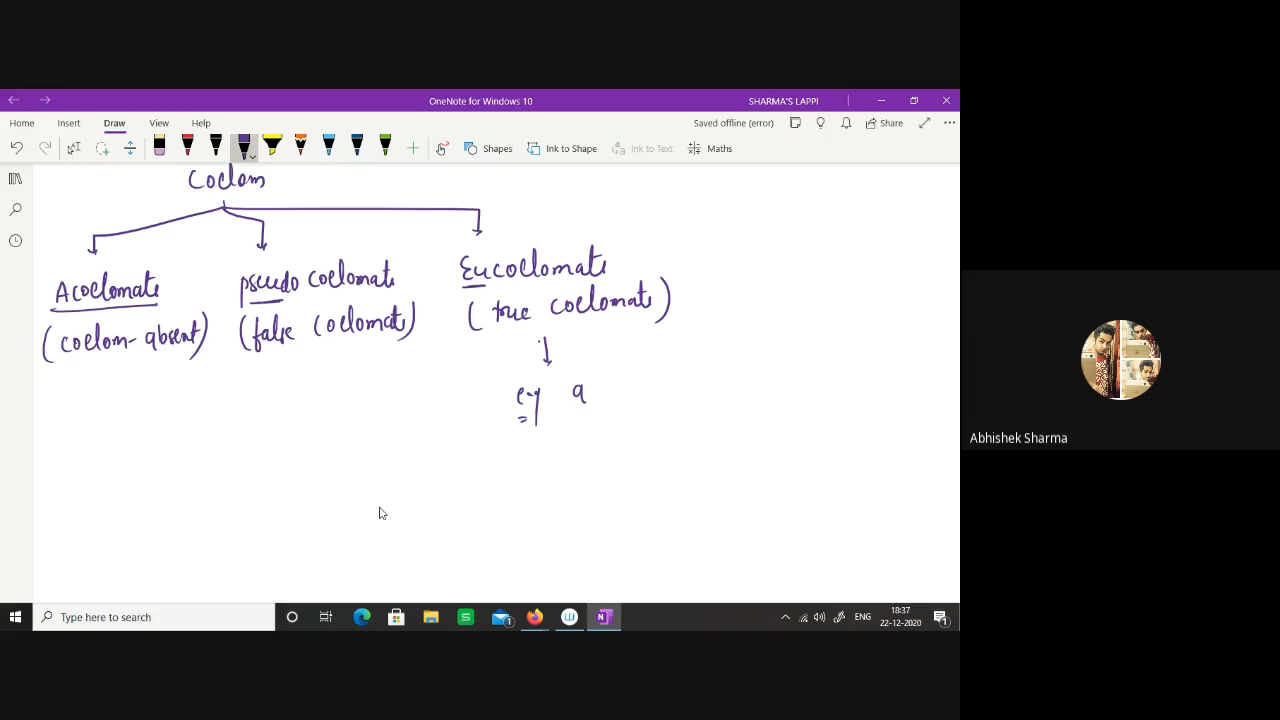 OneNote for Windows 10
SHARMA'S LAPPI
Home Insert Draw View Help
Saved offline (error) Share
Shapes Ink to Shape Ink to Text Maths
Coelom
Acoelomate pseudo coelomate Eucoelomate
(coelom-absent) (false coelomate) (true coelomate)
eg a
Abhishek Sharma
Type here to search
ENG 18:37
22-12-2020